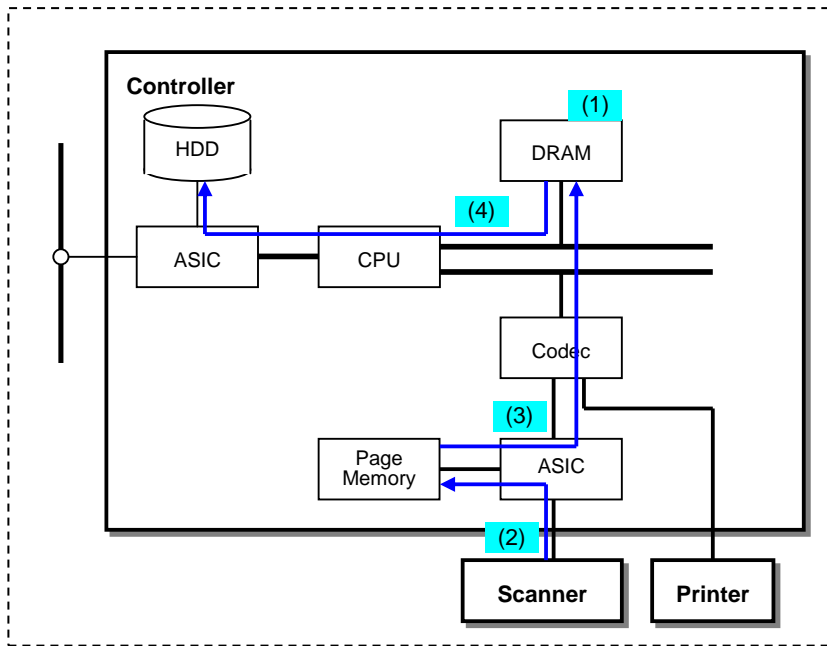 Controller
(1)
HDD
DRAM
(4)
ASIC
CPU
Codec
(3)
Page
Memory
ASIC
(2)
Scanner
Printer